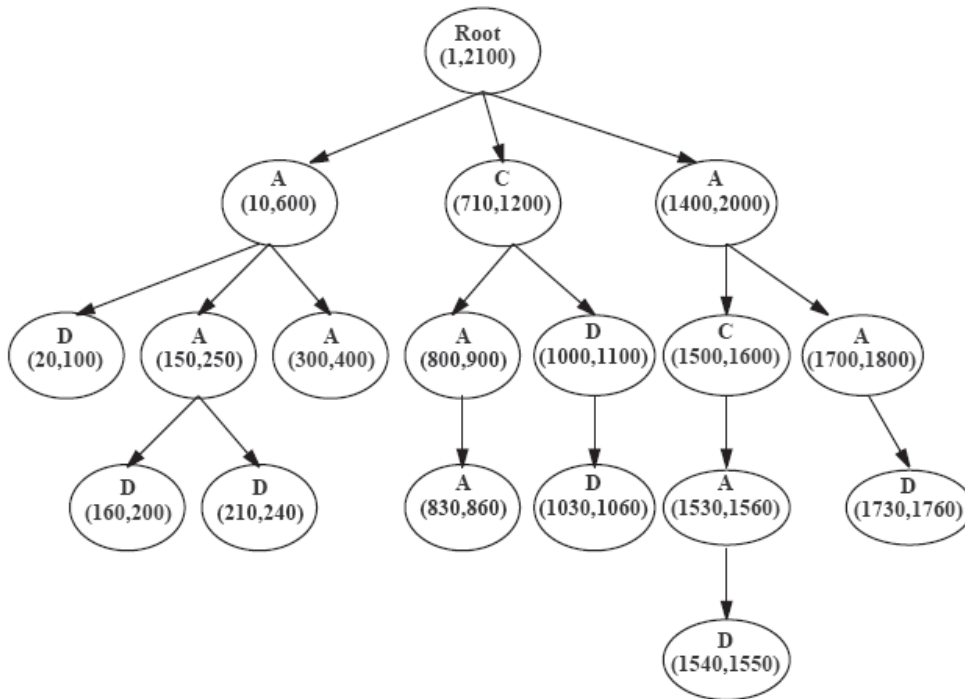 Root
(1,2100)
A
(10,600)
C
(710,1200)
A
(1400,2000)
D
(20,100)
A
(150,250)
A
(300,400)
A
(800,900)
D
(1000,1100)
C
(1500,1600)
A
(1700,1800)
D
(160,200)
D
(210,240)
A
(830,860)
D
(1030,1060)
A
(1530,1560)
D
(1730,1760)
D
(1540,1550)